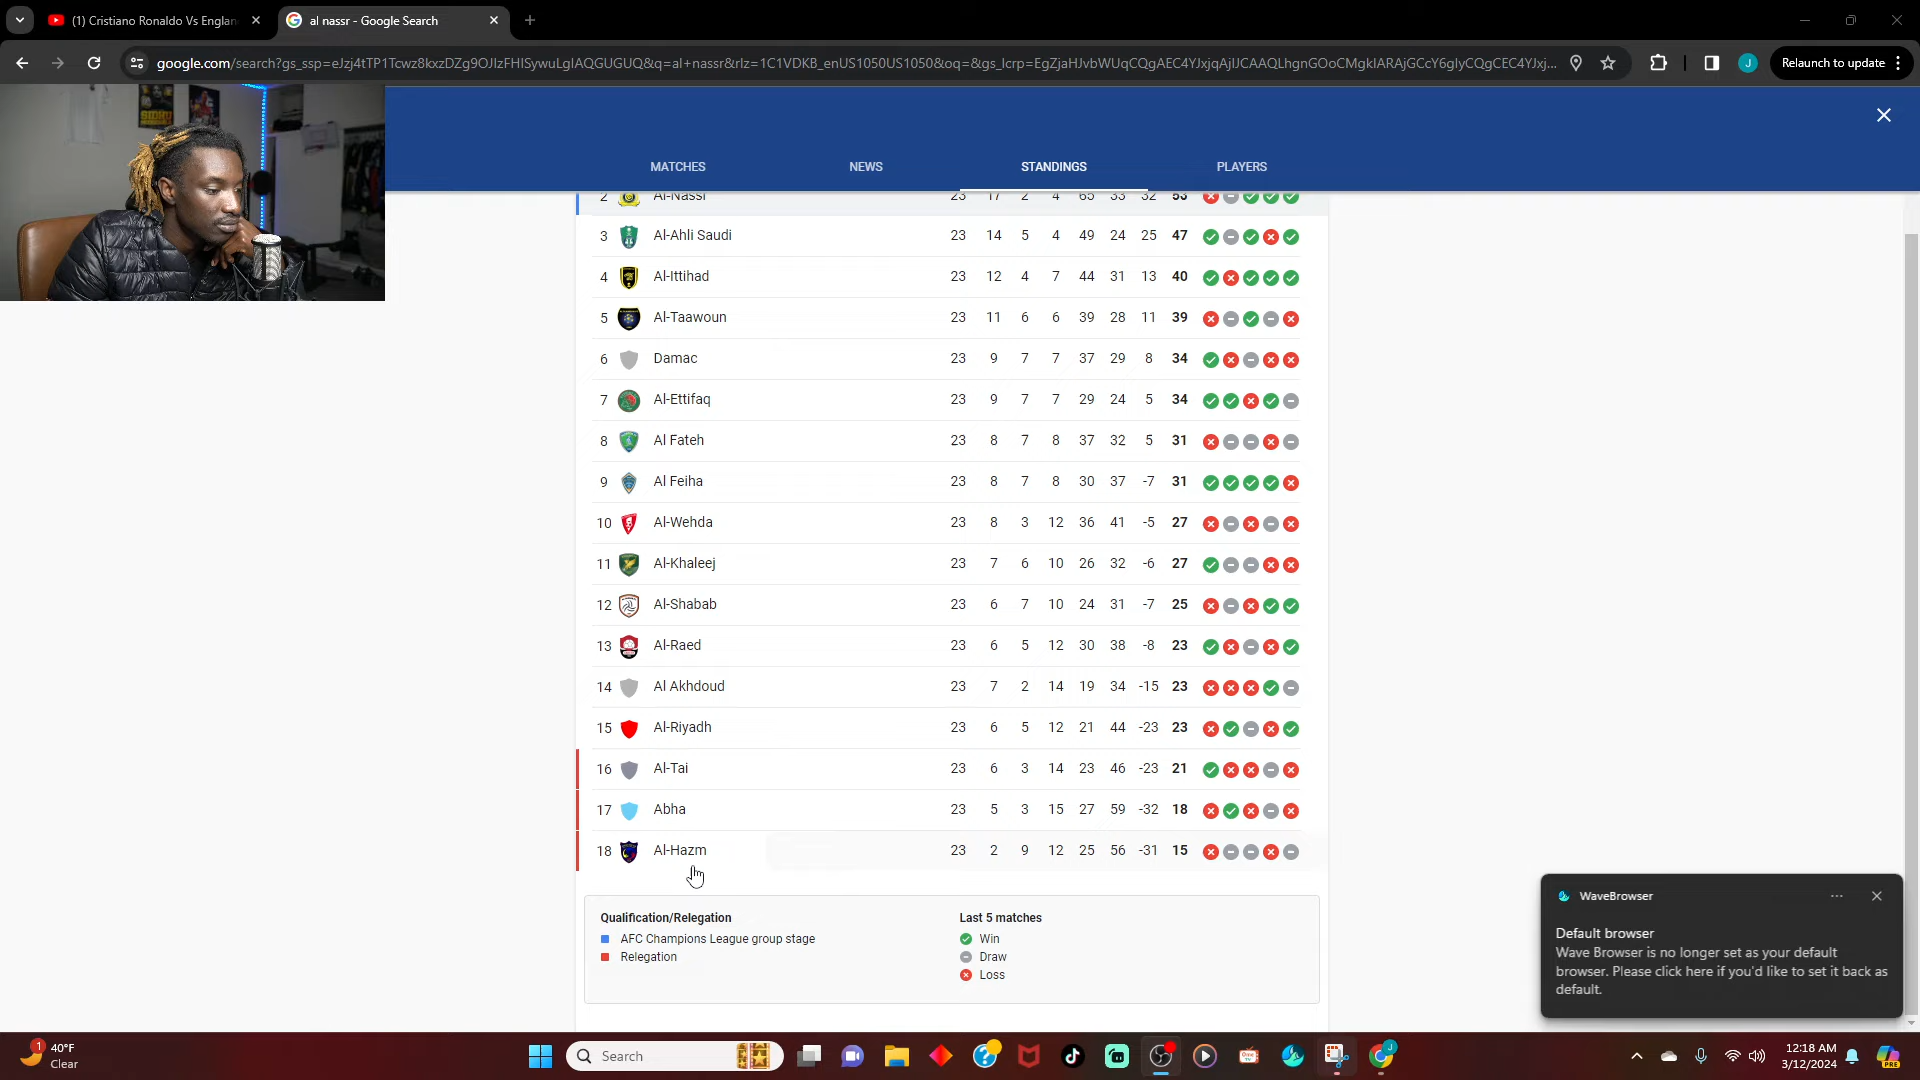 (1) Cristiano Ronaldo Vs Englan
al nassr - Google Search
google.com/search?gs_ssp=eJzj4tTP1Tcwz8kxzDZg9OJIzFHISywuLgIAQGUGUQ&q=al+nassr&rlz=1C1VDKB_enUS1050US1050&oq=&gs_lcrp=EgZjaHJvbWUqCQgAEC4YJxjqAjIJCAAQLhgnGOoCMgkIARAjGCcY6gIyCQgCEC4YJxj...
J
Relaunch to update
MATCHES NEWS STANDINGS PLAYERS
2 Al-Nassr 23 17 2 4 65 33 32 53
3 Al-Ahli Saudi 23 14 5 4 49 24 25 47
4 Al-Ittihad 23 12 4 7 44 31 13 40
5 Al-Taawoun 23 11 6 6 39 28 11 39
6 Damac 23 9 7 7 37 29 8 34
7 Al-Ettifaq 23 9 7 7 29 24 5 34
8 Al Fateh 23 8 7 8 37 32 5 31
9 Al Feiha 23 8 7 8 30 37 -7 31
10 Al-Wehda 23 8 3 12 36 41 -5 27
11 Al-Khaleej 23 7 6 10 26 32 -6 27
12 Al-Shabab 23 6 7 10 24 31 -7 25
13 Al-Raed 23 6 5 12 30 38 -8 23
14 Al Akhdoud 23 7 2 14 19 34 -15 23
15 Al-Riyadh 23 6 5 12 21 44 -23 23
16 Al-Tai 23 6 3 14 23 46 -23 21
17 Abha 23 5 3 15 27 59 -32 18
18 Al-Hazm 23 2 9 12 25 56 -31 15
Qualification/Relegation
AFC Champions League group stage
Relegation
Last 5 matches
Win
Draw
Loss
WaveBrowser
Default browser
Wave Browser is no longer set as your default
browser. Please click here if you'd like to set it back as
default.
1
40°F
Clear
Search
12:18 AM
3/12/2024